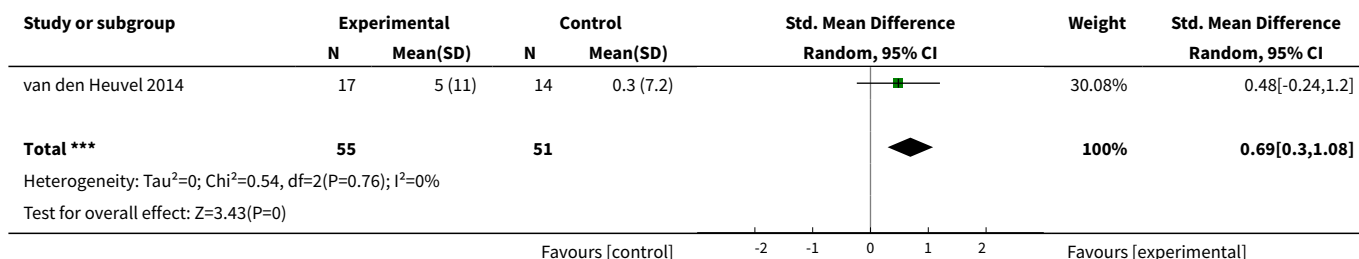 Study or subgroup Experimental Control Std. Mean Difference Weight Std. Mean Difference
N Mean(SD) N Mean(SD) Random, 95% CI Random, 95% CI
van den Heuvel 2014 17 5 (11) 14 0.3 (7.2) 30.08% 0.48[-0.24,1.2]
Total *** 55 51 100% 0.69[0.3,1.08]
Heterogeneity: Tau²=0; Chi²=0.54, df=2(P=0.76); I²=0%
Test for overall effect: Z=3.43(P=0)
Favours [control] -2 -1 0 1 2 Favours [experimental]